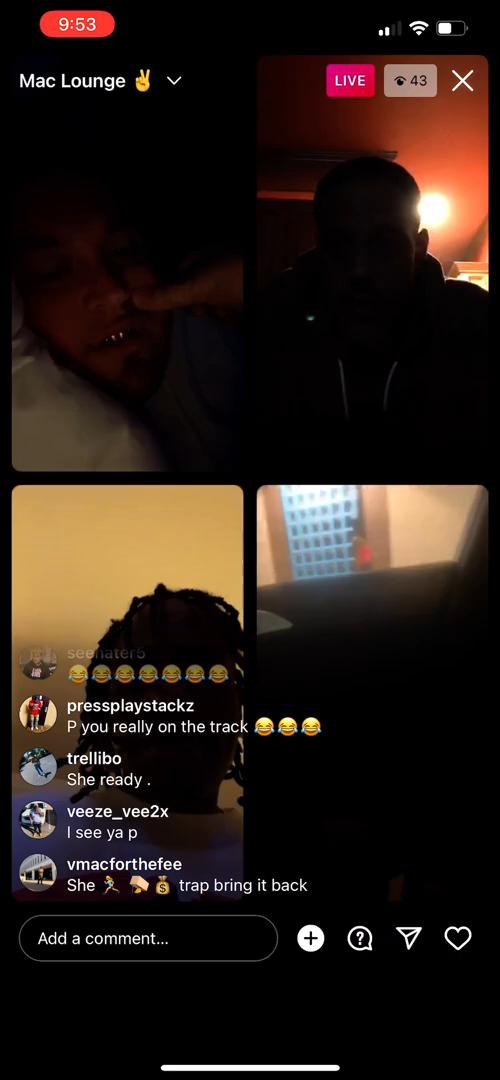 9:53
Mac Lounge ✌️
LIVE
43
seehater5
😂😂😂😂😂😂😂
pressplaystackz
P you really on the track 😂😂😂
trellibo
She ready .
veeze_vee2x
I see ya p
vmacforthefee
She 🏃‍♀️ 🧱 💰 trap bring it back
Add a comment...